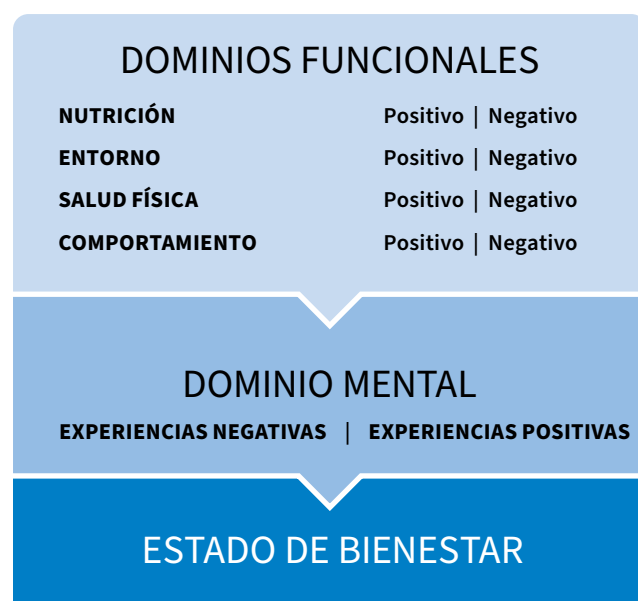 DOMINIOS FUNCIONALES
NUTRICIÓN Positivo | Negativo
ENTORNO Positivo | Negativo
SALUD FÍSICA Positivo | Negativo
COMPORTAMIENTO Positivo | Negativo
DOMINIO MENTAL
EXPERIENCIAS NEGATIVAS | EXPERIENCIAS POSITIVAS
ESTADO DE BIENESTAR